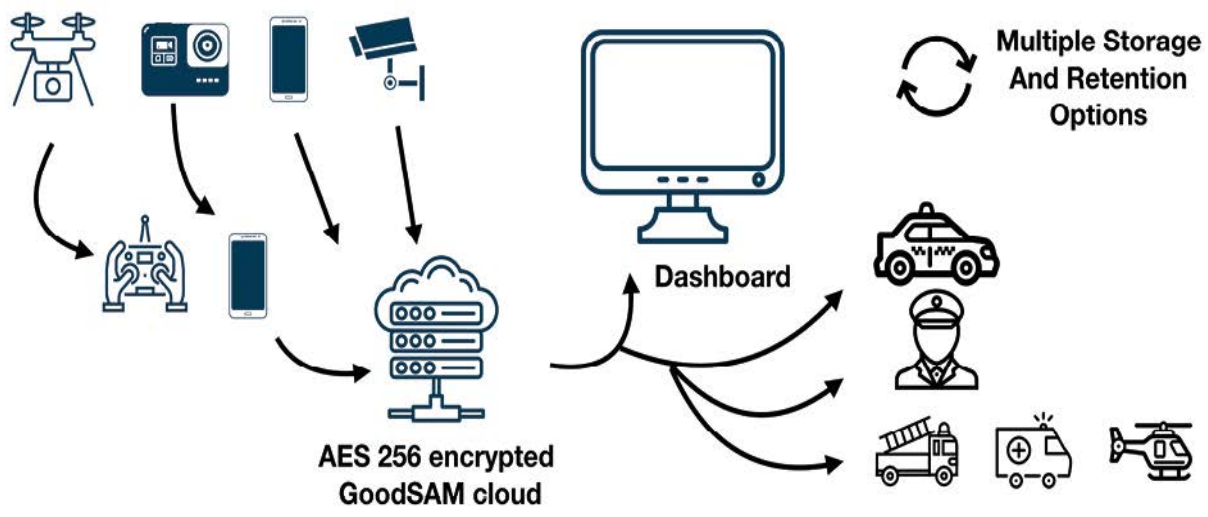 Multiple Storage
And Retention
Options
Dashboard
AES 256 encrypted
GoodSAM cloud